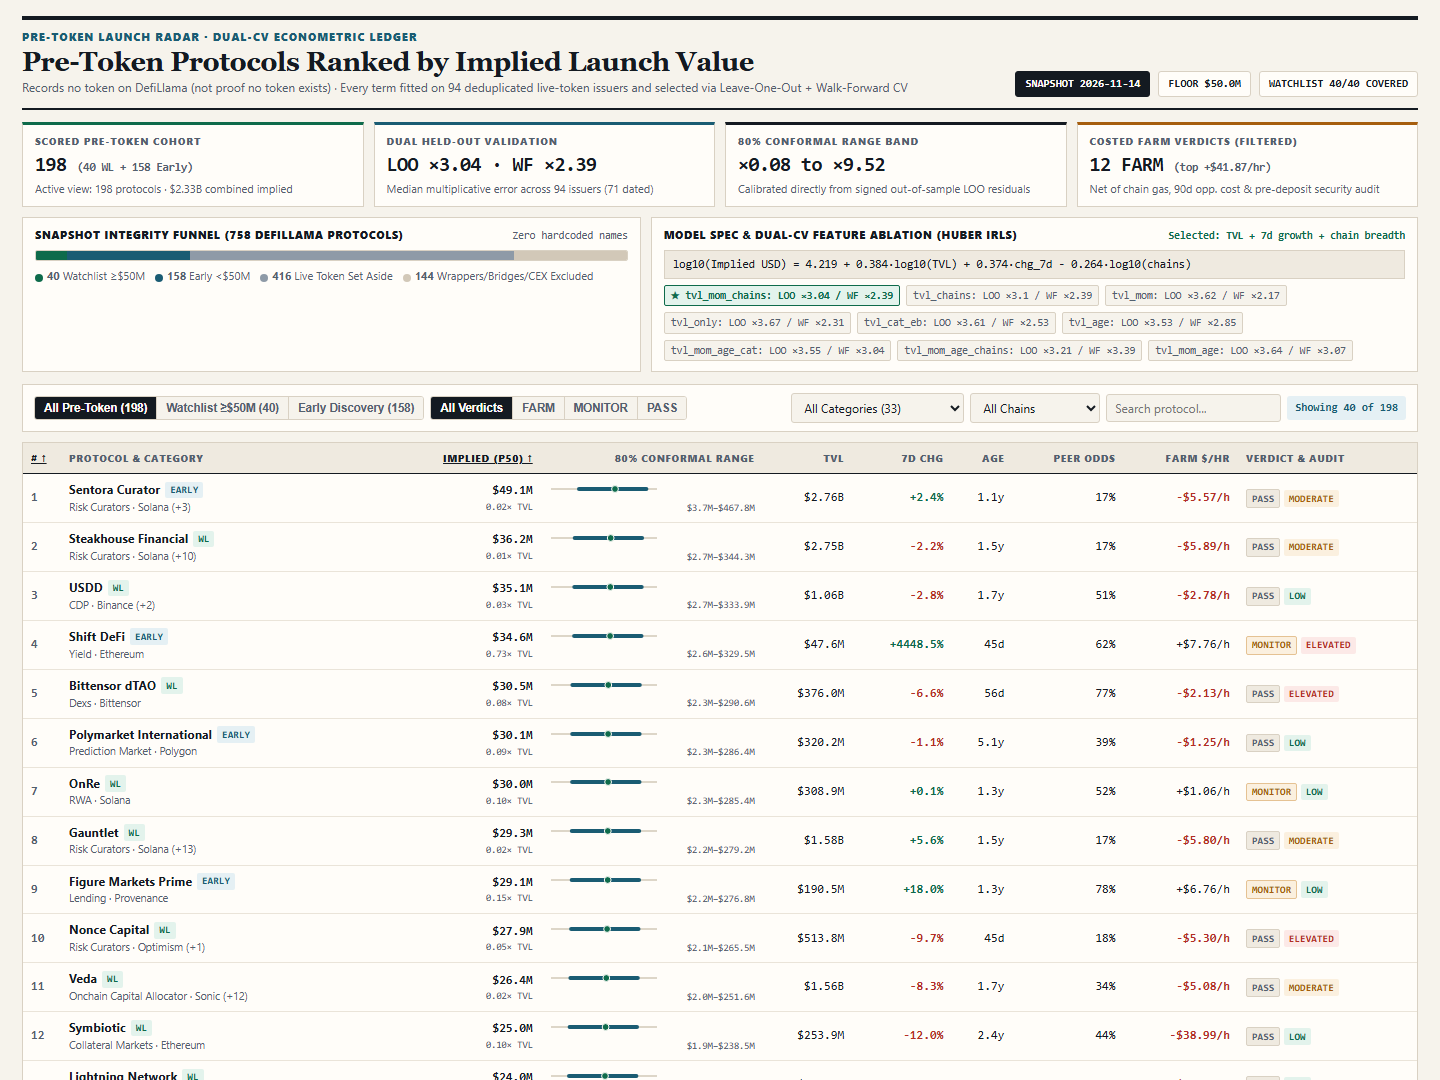 PRE-TOKEN LAUNCH RADAR · DUAL-CV ECONOMETRIC LEDGER
Pre-Token Protocols Ranked by Implied Launch Value
Records no token on DefiLlama (not proof no token exists) · Every term fitted on 94 deduplicated live-token issuers and selected via Leave-One-Out + Walk-Forward CV
SNAPSHOT 2026-11-14
FLOOR $50.0M
WATCHLIST 40/40 COVERED
SCORED PRE-TOKEN COHORT
198 (40 WL + 158 Early)
Active view: 198 protocols · $2.33B combined implied
DUAL HELD-OUT VALIDATION
LOO ×3.04 · WF ×2.39
Median multiplicative error across 94 issuers (71 dated)
80% CONFORMAL RANGE BAND
×0.08 to ×9.52
Calibrated directly from signed out-of-sample LOO residuals
COSTED FARM VERDICTS (FILTERED)
12 FARM (top +$41.87/hr)
Net of chain gas, 90d opp. cost & pre-deposit security audit
SNAPSHOT INTEGRITY FUNNEL (758 DEFILLAMA PROTOCOLS)
Zero hardcoded names
40 Watchlist ≥$50M
158 Early <$50M
416 Live Token Set Aside
144 Wrappers/Bridges/CEX Excluded
MODEL SPEC & DUAL-CV FEATURE ABLATION (HUBER IRLS)
Selected: TVL + 7d growth + chain breadth
log10(Implied USD) = 4.219 + 0.384·log10(TVL) + 0.374·chg_7d - 0.264·log10(chains)
★ tvl_mom_chains: LOO ×3.04 / WF ×2.39
tvl_chains: LOO ×3.1 / WF ×2.39
tvl_mom: LOO ×3.62 / WF ×2.17
tvl_only: LOO ×3.67 / WF ×2.31
tvl_cat_eb: LOO ×3.61 / WF ×2.53
tvl_age: LOO ×3.53 / WF ×2.85
tvl_mom_age_cat: LOO ×3.55 / WF ×3.04
tvl_mom_age_chains: LOO ×3.21 / WF ×3.39
tvl_mom_age: LOO ×3.64 / WF ×3.07
All Pre-Token (198)
Watchlist ≥$50M (40)
Early Discovery (158)
All Verdicts
FARM
MONITOR
PASS
All Categories (33)
All Chains
Search protocol...
Showing 40 of 198
# ↑ PROTOCOL & CATEGORY IMPLIED (P50) ↑ 80% CONFORMAL RANGE TVL 7D CHG AGE PEER ODDS FARM $/HR VERDICT & AUDIT
1 Sentora Curator EARLY $49.1M $2.76B +2.4% 1.1y 17% -$5.57/h PASS MODERATE
Risk Curators · Solana (+3) 0.02× TVL $3.7M–$467.8M
2 Steakhouse Financial WL $36.2M $2.75B -2.2% 1.5y 17% -$5.89/h PASS MODERATE
Risk Curators · Solana (+10) 0.01× TVL $2.7M–$344.3M
3 USDD WL $35.1M $1.06B -2.8% 1.7y 51% -$2.78/h PASS LOW
CDP · Binance (+2) 0.03× TVL $2.7M–$333.9M
4 Shift DeFi EARLY $34.6M $47.6M +4448.5% 45d 62% +$7.76/h MONITOR ELEVATED
Yield · Ethereum 0.73× TVL $2.6M–$329.5M
5 Bittensor dTAO WL $30.5M $376.0M -6.6% 56d 77% -$2.13/h PASS ELEVATED
Dexs · Bittensor 0.08× TVL $2.3M–$290.6M
6 Polymarket International EARLY $30.1M $320.2M -1.1% 5.1y 39% -$1.25/h PASS LOW
Prediction Market · Polygon 0.09× TVL $2.3M–$286.4M
7 OnRe WL $30.0M $308.9M +0.1% 1.3y 52% +$1.06/h MONITOR LOW
RWA · Solana 0.10× TVL $2.3M–$285.4M
8 Gauntlet WL $29.3M $1.58B +5.6% 1.5y 17% -$5.80/h PASS MODERATE
Risk Curators · Solana (+13) 0.02× TVL $2.2M–$279.2M
9 Figure Markets Prime EARLY $29.1M $190.5M +18.0% 1.3y 78% +$6.76/h MONITOR LOW
Lending · Provenance 0.15× TVL $2.2M–$276.8M
10 Nonce Capital WL $27.9M $513.8M -9.7% 45d 18% -$5.30/h PASS ELEVATED
Risk Curators · Optimism (+1) 0.05× TVL $2.1M–$265.5M
11 Veda WL $26.4M $1.56B -8.3% 1.7y 34% -$5.08/h PASS MODERATE
Onchain Capital Allocator · Sonic (+12) 0.02× TVL $2.0M–$251.6M
12 Symbiotic WL $25.0M $253.9M -12.0% 2.4y 44% -$38.99/h PASS LOW
Collateral Markets · Ethereum 0.10× TVL $1.9M–$238.5M
Lightning Network WL $24.0M